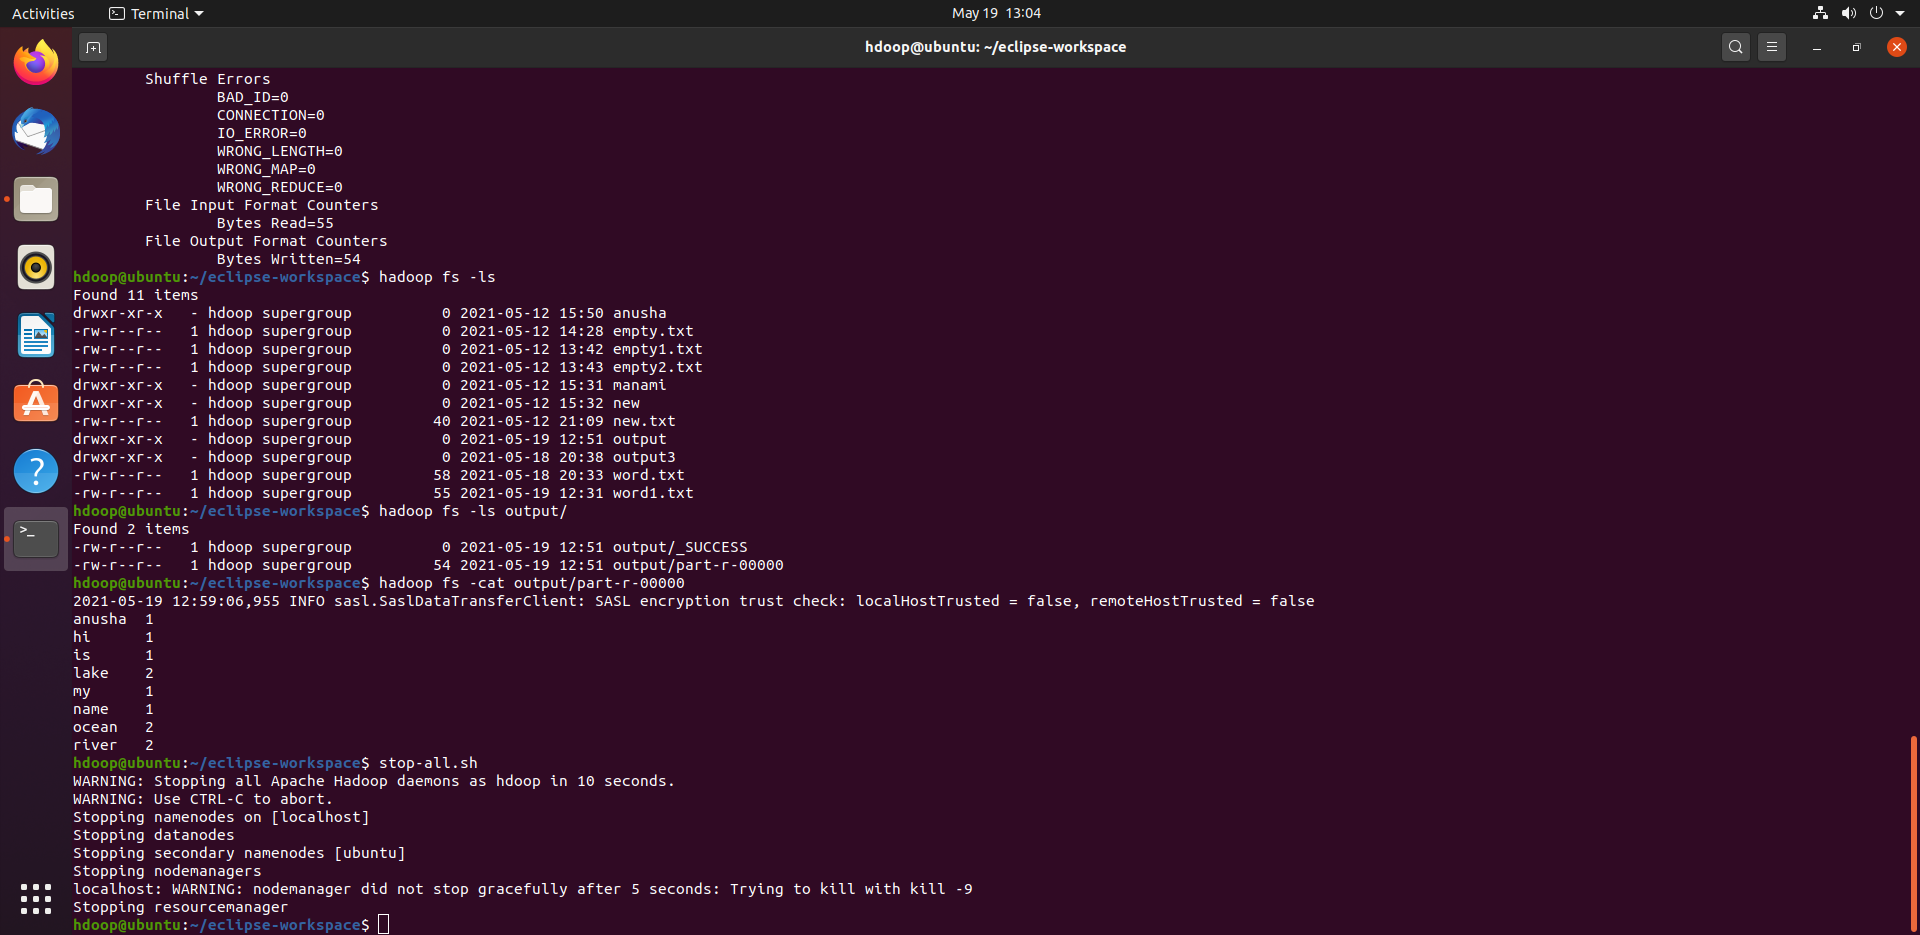 Activities
Terminal
May 19 13:04
hdoop@ubuntu: ~/eclipse-workspace
Shuffle Errors
BAD_ID=0
CONNECTION=0
IO_ERROR=0
WRONG_LENGTH=0
WRONG_MAP=0
WRONG_REDUCE=0
File Input Format Counters
Bytes Read=55
File Output Format Counters
Bytes Written=54
hdoop@ubuntu:~/eclipse-workspace$ hadoop fs -ls
Found 11 items
drwxr-xr-x   - hdoop supergroup          0 2021-05-12 15:50 anusha
-rw-r--r--   1 hdoop supergroup          0 2021-05-12 14:28 empty.txt
-rw-r--r--   1 hdoop supergroup          0 2021-05-12 13:42 empty1.txt
-rw-r--r--   1 hdoop supergroup          0 2021-05-12 13:43 empty2.txt
drwxr-xr-x   - hdoop supergroup          0 2021-05-12 15:31 manami
drwxr-xr-x   - hdoop supergroup          0 2021-05-12 15:32 new
-rw-r--r--   1 hdoop supergroup         40 2021-05-12 21:09 new.txt
drwxr-xr-x   - hdoop supergroup          0 2021-05-19 12:51 output
drwxr-xr-x   - hdoop supergroup          0 2021-05-18 20:38 output3
-rw-r--r--   1 hdoop supergroup         58 2021-05-18 20:33 word.txt
-rw-r--r--   1 hdoop supergroup         55 2021-05-19 12:31 word1.txt
hdoop@ubuntu:~/eclipse-workspace$ hadoop fs -ls output/
Found 2 items
-rw-r--r--   1 hdoop supergroup          0 2021-05-19 12:51 output/_SUCCESS
-rw-r--r--   1 hdoop supergroup         54 2021-05-19 12:51 output/part-r-00000
hdoop@ubuntu:~/eclipse-workspace$ hadoop fs -cat output/part-r-00000
2021-05-19 12:59:06,955 INFO sasl.SaslDataTransferClient: SASL encryption trust check: localHostTrusted = false, remoteHostTrusted = false
anusha  1
hi      1
is      1
lake    2
my      1
name    1
ocean   2
river   2
hdoop@ubuntu:~/eclipse-workspace$ stop-all.sh
WARNING: Stopping all Apache Hadoop daemons as hdoop in 10 seconds.
WARNING: Use CTRL-C to abort.
Stopping namenodes on [localhost]
Stopping datanodes
Stopping secondary namenodes [ubuntu]
Stopping nodemanagers
localhost: WARNING: nodemanager did not stop gracefully after 5 seconds: Trying to kill with kill -9
Stopping resourcemanager
hdoop@ubuntu:~/eclipse-workspace$